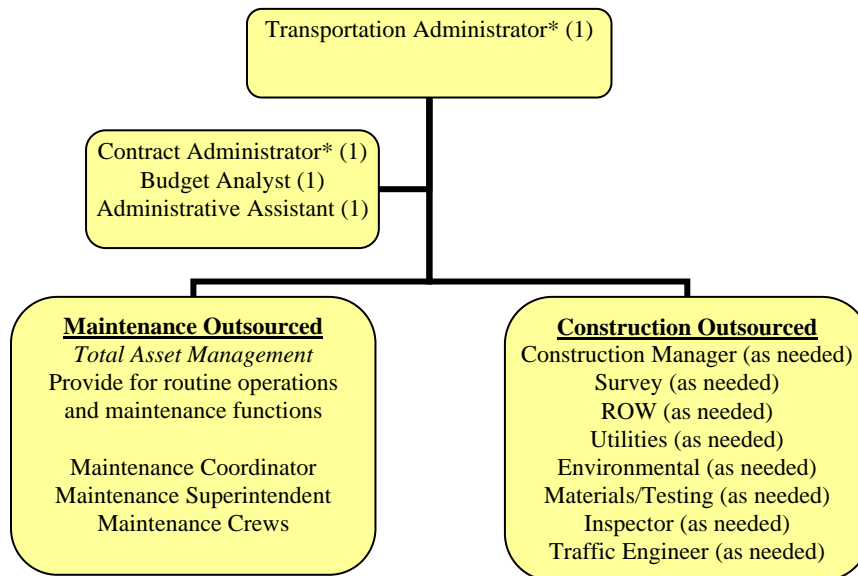 Transportation Administrator* (1)
Contract Administrator* (1)
Budget Analyst (1)
Administrative Assistant (1)
Maintenance Outsourced
Total Asset Management
Provide for routine operations
and maintenance functions
Maintenance Coordinator
Maintenance Superintendent
Maintenance Crews
Construction Outsourced
Construction Manager (as needed)
Survey (as needed)
ROW (as needed)
Utilities (as needed)
Environmental (as needed)
Materials/Testing (as needed)
Inspector (as needed)
Traffic Engineer (as needed)